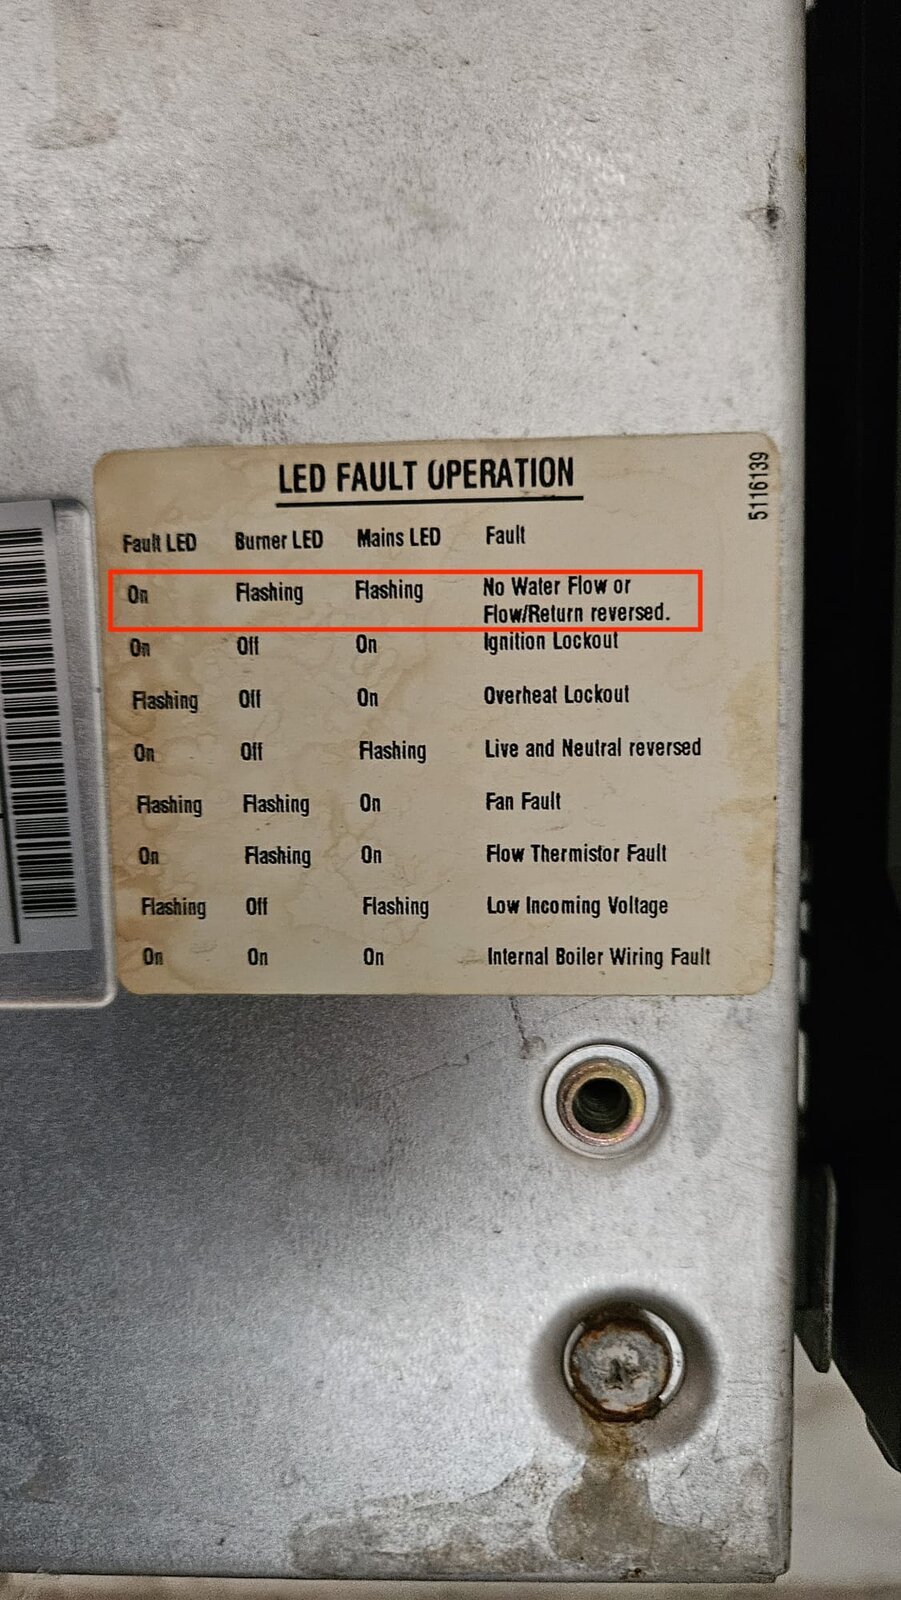 LED FAULT OPERATION
5116139
Fault LED Burner LED Mains LED Fault
On Flashing Flashing No Water Flow or
Flow/Return reversed.
On Off On Ignition Lockout
Flashing Off On Overheat Lockout
On Off Flashing Live and Neutral reversed
Flashing Flashing On Fan Fault
On Flashing On Flow Thermistor Fault
Flashing Off Flashing Low Incoming Voltage
On On On Internal Boiler Wiring Fault